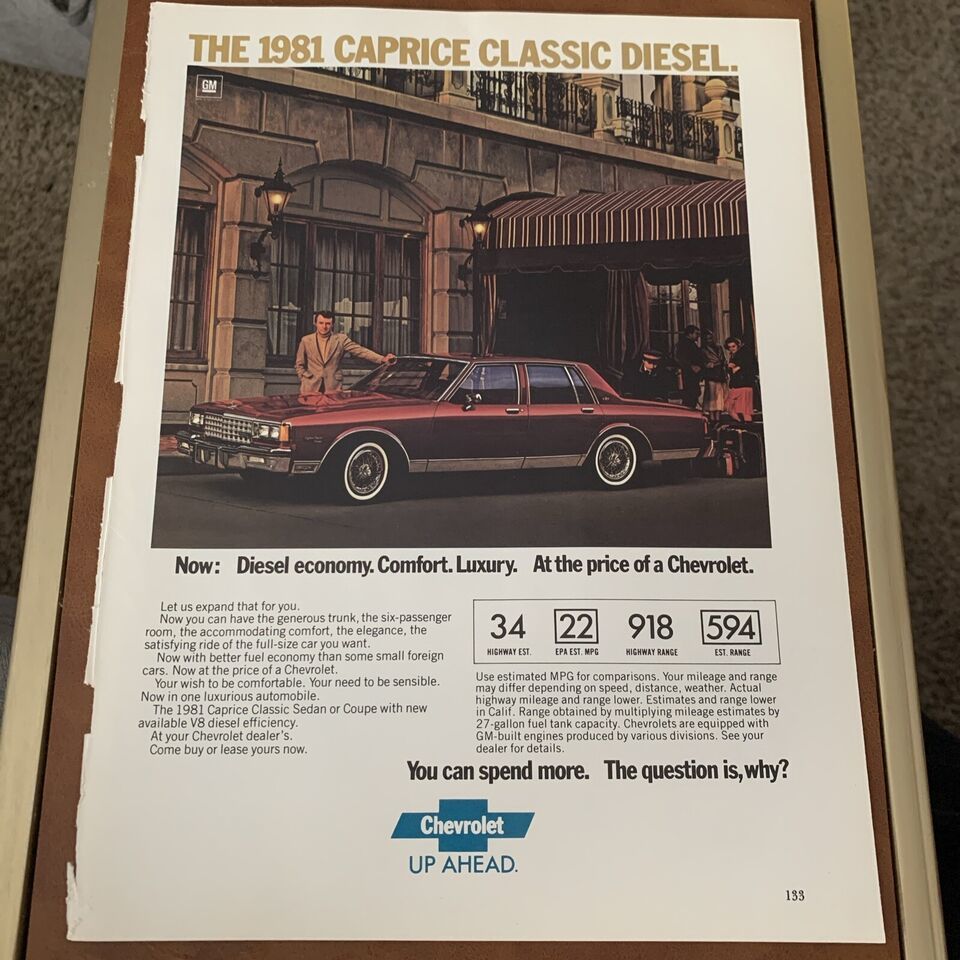 THE 1981 CAPRICE CLASSIC DIESEL.
GM
Now: Diesel economy. Comfort. Luxury. At the price of a Chevrolet.
Let us expand that for you.
Now you can have the generous trunk, the six-passenger
room, the accommodating comfort, the elegance, the
satisfying ride of the full-size car you want.
Now with better fuel economy than some small foreign
cars. Now at the price of a Chevrolet.
Your wish to be comfortable. Your need to be sensible.
Now in one luxurious automobile.
The 1981 Caprice Classic Sedan or Coupe with new
available V8 diesel efficiency.
At your Chevrolet dealer's.
Come buy or lease yours now.
34 22 918 594
HIGHWAY EST. EPA EST. MPG HIGHWAY RANGE EST. RANGE
Use estimated MPG for comparisons. Your mileage and range
may differ depending on speed, distance, weather. Actual
highway mileage and range lower. Estimates and range lower
in Calif. Range obtained by multiplying mileage estimates by
27-gallon fuel tank capacity. Chevrolets are equipped with
GM-built engines produced by various divisions. See your
dealer for details.
You can spend more. The question is, why?
Chevrolet
UP AHEAD.
133